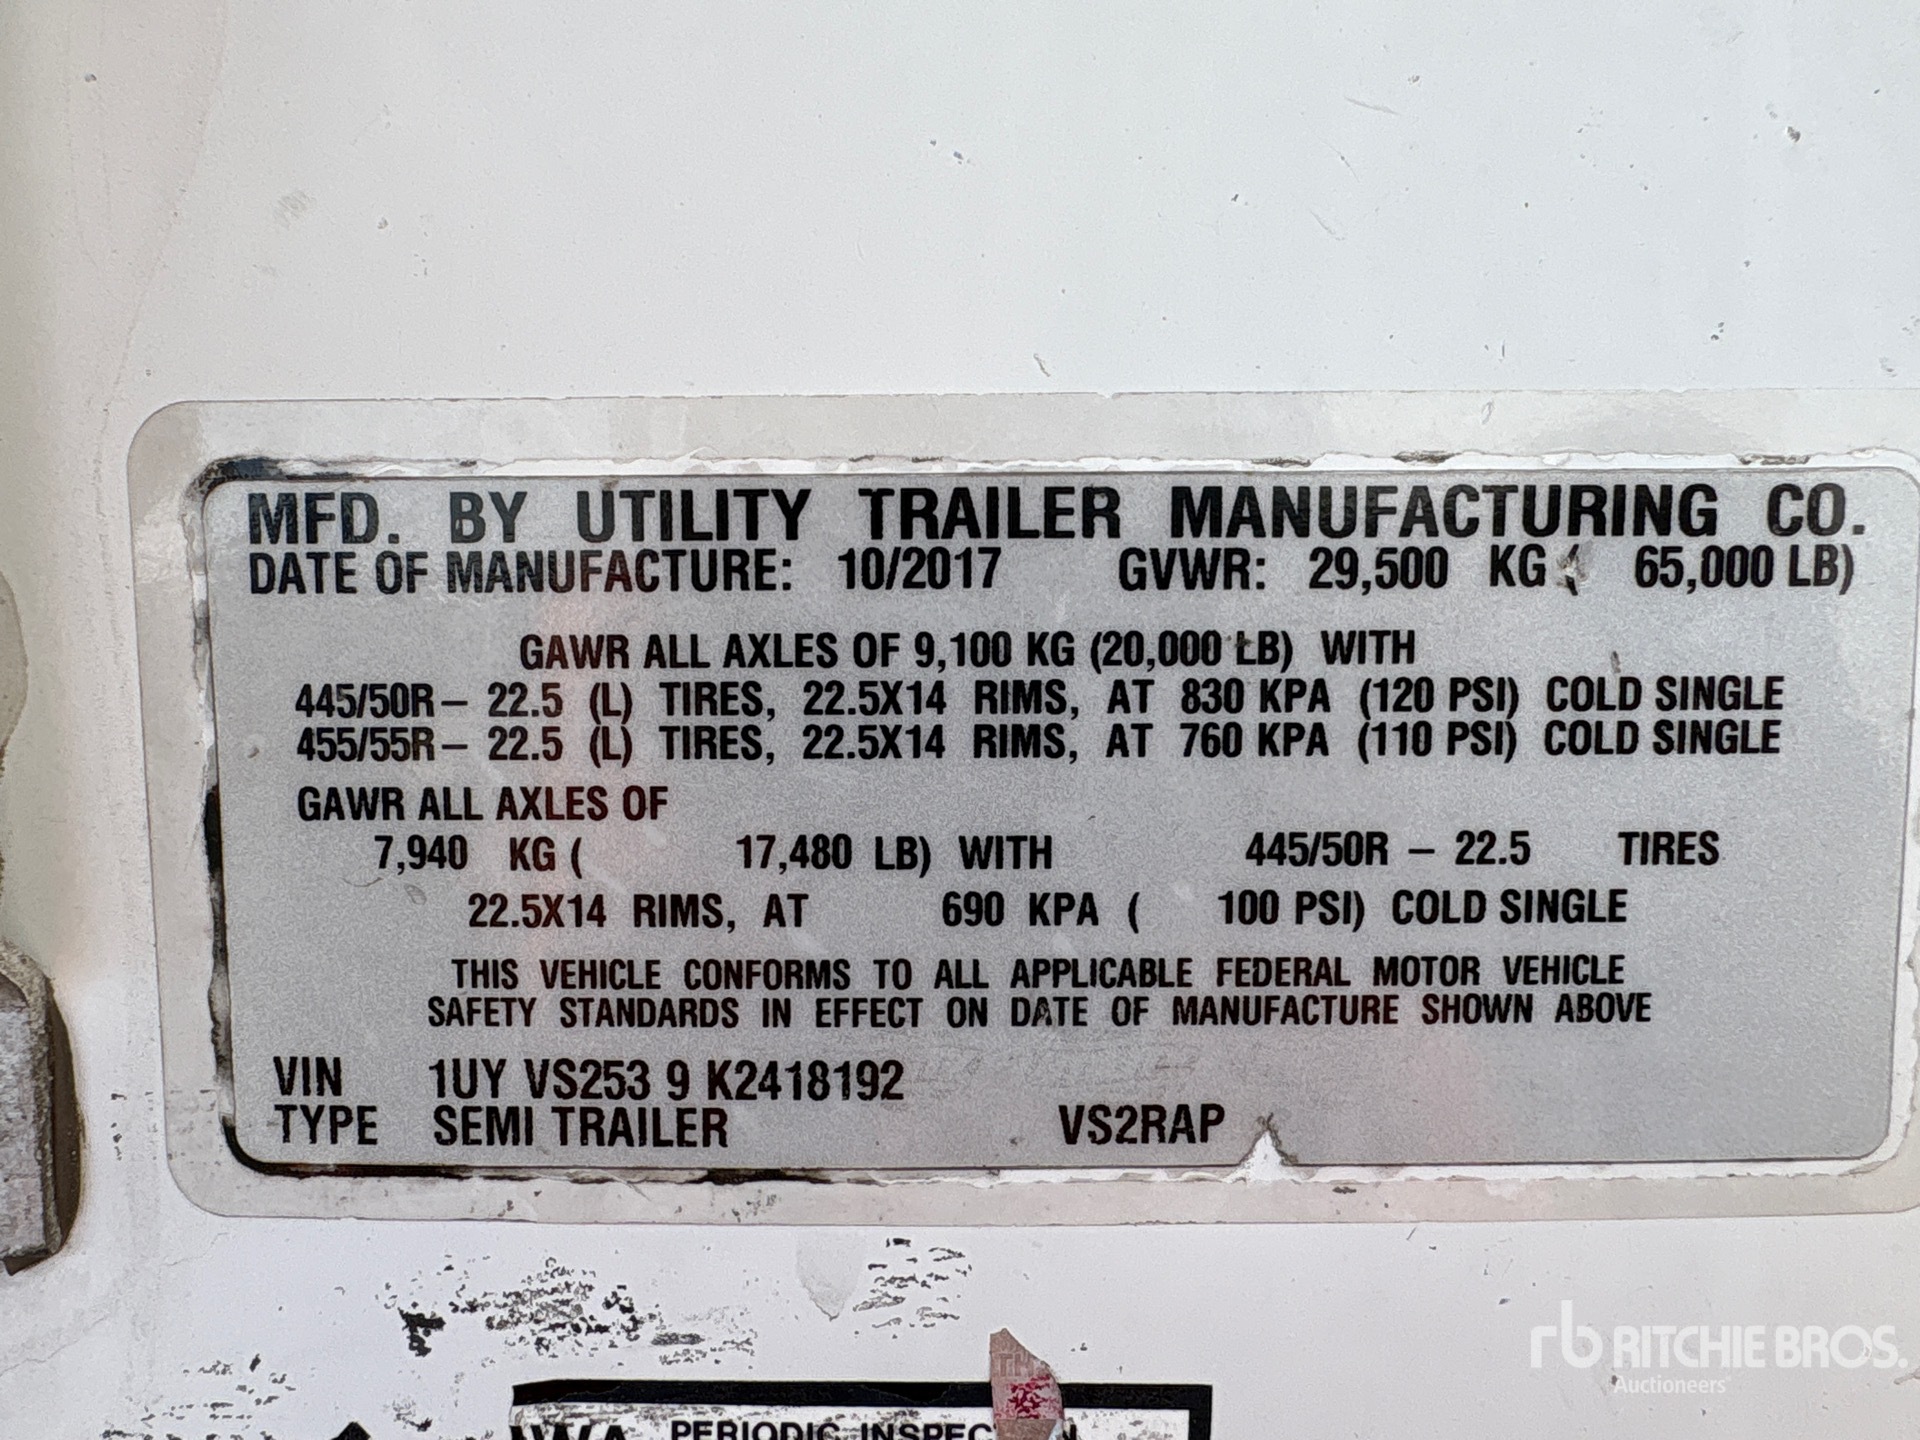 MFD. BY UTILITY TRAILER MANUFACTURING CO.
DATE OF MANUFACTURE: 10/2017 GVWR: 29,500 KG ( 65,000 LB)
GAWR ALL AXLES OF 9,100 KG (20,000 LB) WITH
445/50R– 22.5 (L) TIRES, 22.5X14 RIMS, AT 830 KPA (120 PSI) COLD SINGLE
455/55R– 22.5 (L) TIRES, 22.5X14 RIMS, AT 760 KPA (110 PSI) COLD SINGLE
GAWR ALL AXLES OF
7,940 KG ( 17,480 LB) WITH 445/50R – 22.5 TIRES
22.5X14 RIMS, AT 690 KPA ( 100 PSI) COLD SINGLE
THIS VEHICLE CONFORMS TO ALL APPLICABLE FEDERAL MOTOR VEHICLE
SAFETY STANDARDS IN EFFECT ON DATE OF MANUFACTURE SHOWN ABOVE
VIN 1UY VS253 9 K2418192
TYPE SEMI TRAILER VS2RAP
rb RITCHIE BROS.
Auctioneers
THE
PERIODIC